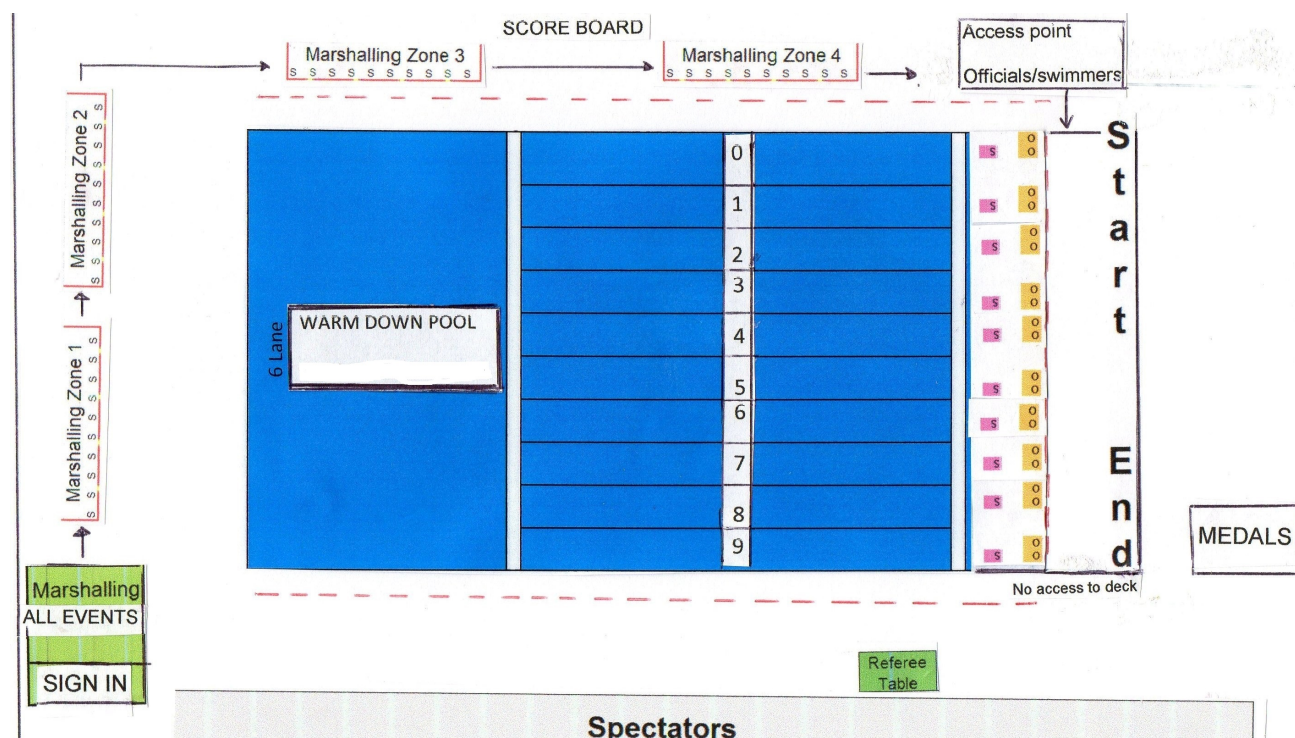 SCORE BOARD
Marshalling Zone 3
S S S S S S S S S S
Marshalling Zone 4
S S S S S S S S S S
Access point
Officials/swimmers
Marshalling Zone 2
S S S S S S S S S S
Marshalling Zone 1
S S S S S S S S S S
Marshalling
ALL EVENTS
SIGN IN
6 Lane
WARM DOWN POOL
0
1
2
3
4
5
6
7
8
9
S O O
S O O
S O O
S O O
S O O
S O O
S O O
S O O
S O O
S O O
Start End
No access to deck
MEDALS
Referee
Table
Spectators